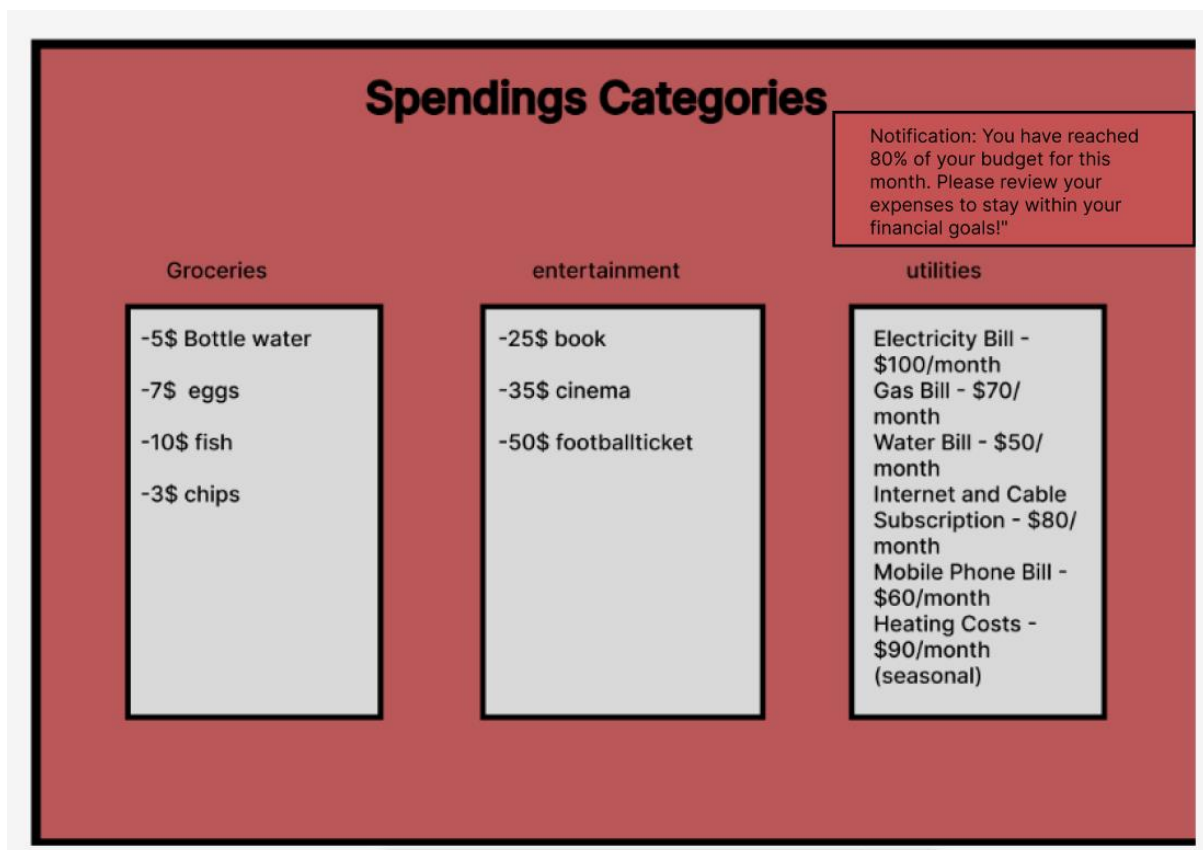 Spendings Categories
Notification: You have reached
80% of your budget for this
month. Please review your
expenses to stay within your
financial goals!"
Groceries
-5$ Bottle water
-7$  eggs
-10$ fish
-3$ chips
entertainment
-25$ book
-35$ cinema
-50$ footballticket
utilities
Electricity Bill -
$100/month
Gas Bill - $70/
month
Water Bill - $50/
month
Internet and Cable
Subscription - $80/
month
Mobile Phone Bill -
$60/month
Heating Costs -
$90/month
(seasonal)